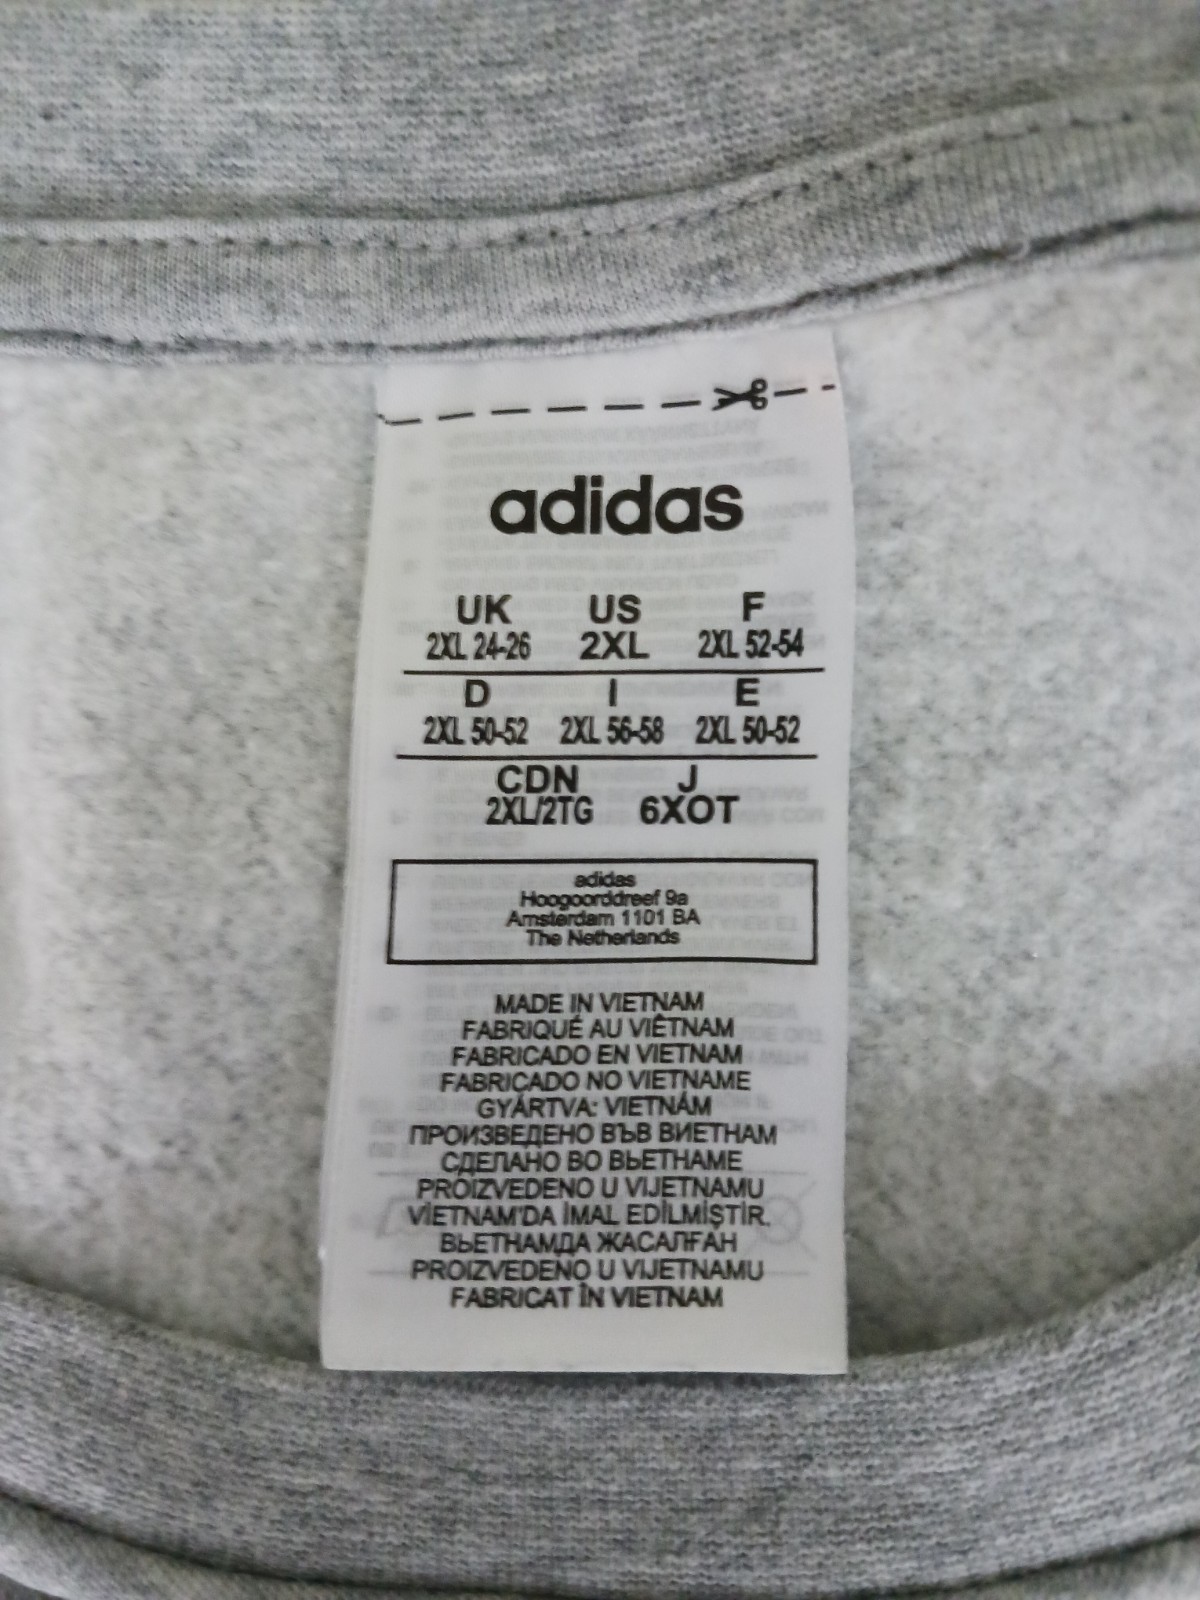 adidas
UK US F
2XL 24-26 2XL 2XL 52-54
D I E
2XL 50-52 2XL 56-58 2XL 50-52
CDN J
2XL/2TG 6XOT
adidas
Hoogoorddreef 9a
Amsterdam 1101 BA
The Netherlands
MADE IN VIETNAM
FABRIQUÉ AU VIÊTNAM
FABRICADO EN VIETNAM
FABRICADO NO VIETNAME
GYÁRTVA: VIETNÁM
ПРОИЗВЕДЕНО ВЪВ ВИЕТНАМ
СДЕЛАНО ВО ВЬЕТНАМЕ
PROIZVEDENO U VIJETNAMU
VİETNAM'DA İMAL EDİLMİŞTİR.
ВЬЕТНАМДА ЖАСАЛҒАН
PROIZVEDENO U VIJETNAMU
FABRICAT ÎN VIETNAM